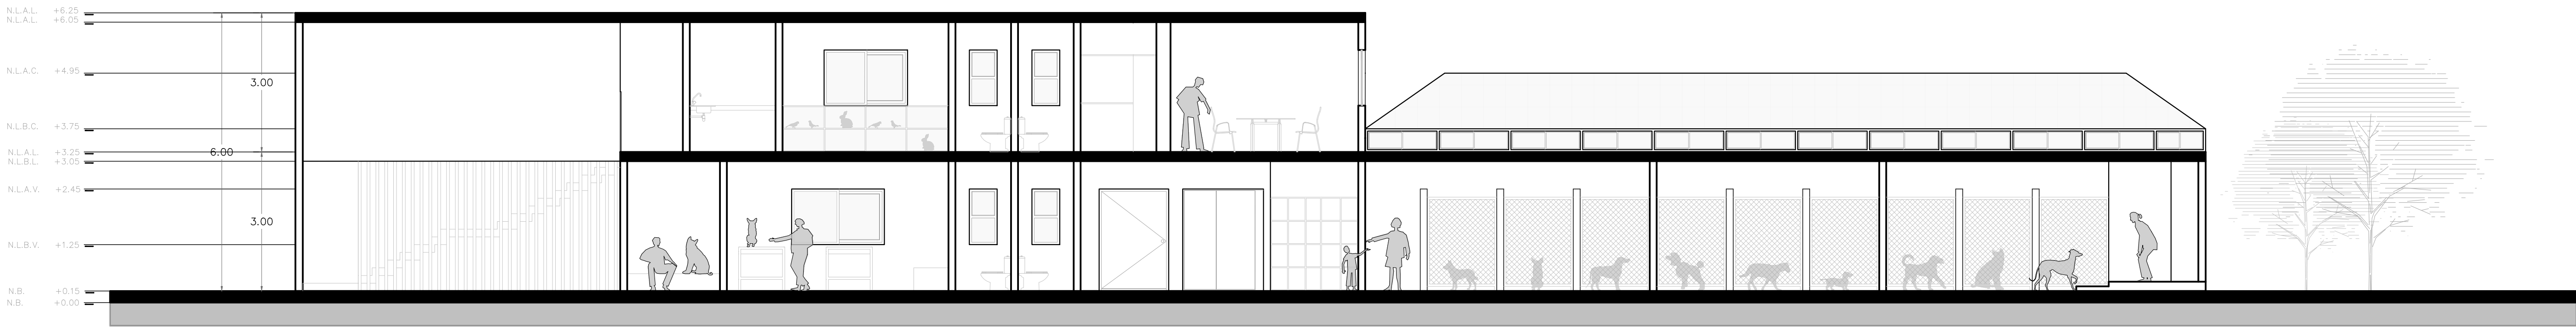 N.L.A.L. +6.25
N.L.A.L. +6.05
3.00
N.L.A.C. +4.95
N.L.B.C. +3.75
N.L.A.L. +3.25
6.00
N.L.B.L. +3.05
N.L.A.V. +2.45
3.00
N.L.B.V. +1.25
N.B. +0.15
N.B. +0.00